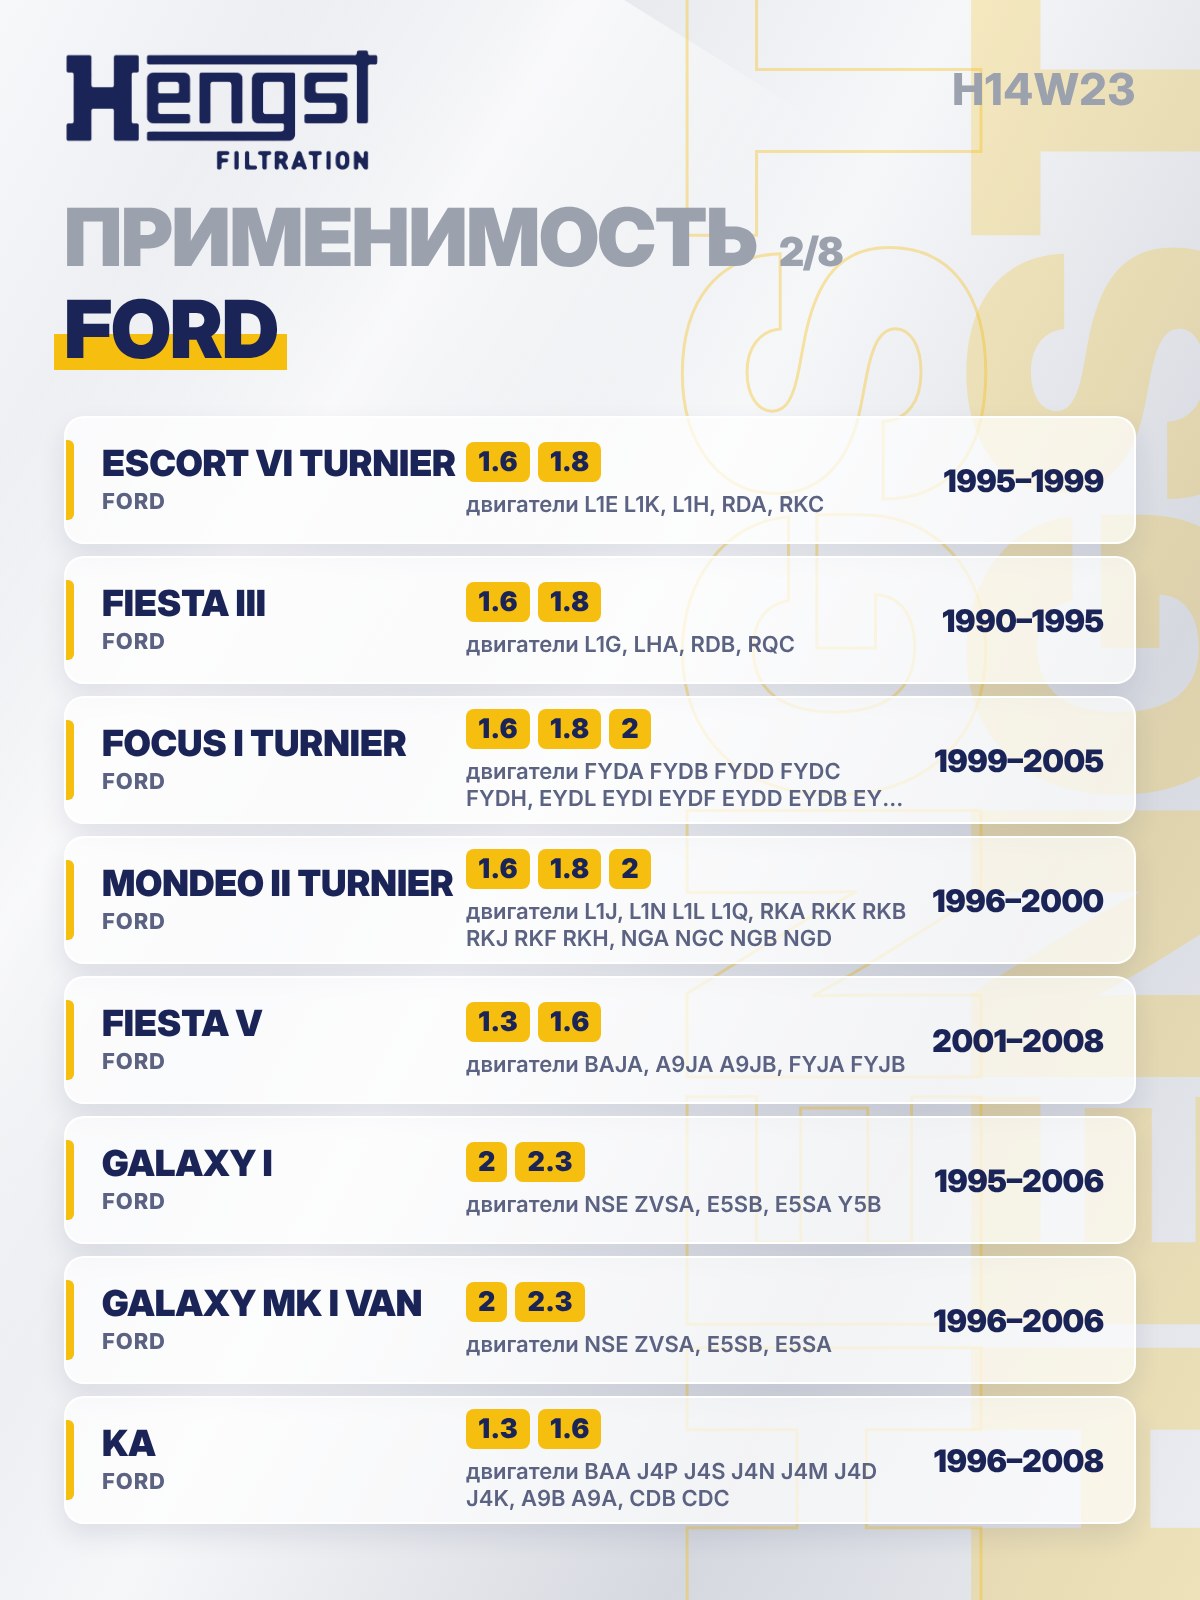 Hengst
FILTRATION
H14W23
ПРИМЕНИМОСТЬ 2/8
FORD
ESCORT VI TURNIER
FORD
1.6 1.8
двигатели L1E L1K, L1H, RDA, RKC
1995–1999
FIESTA III
FORD
1.6 1.8
двигатели L1G, LHA, RDB, RQC
1990–1995
FOCUS I TURNIER
FORD
1.6 1.8 2
двигатели FYDA FYDB FYDD FYDC
FYDH, EYDL EYDI EYDF EYDD EYDB EY...
1999–2005
MONDEO II TURNIER
FORD
1.6 1.8 2
двигатели L1J, L1N L1L L1Q, RKA RKK RKB
RKJ RKF RKH, NGA NGC NGB NGD
1996–2000
FIESTA V
FORD
1.3 1.6
двигатели BAJA, A9JA A9JB, FYJA FYJB
2001–2008
GALAXY I
FORD
2 2.3
двигатели NSE ZVSA, E5SB, E5SA Y5B
1995–2006
GALAXY MK I VAN
FORD
2 2.3
двигатели NSE ZVSA, E5SB, E5SA
1996–2006
KA
FORD
1.3 1.6
двигатели BAA J4P J4S J4N J4M J4D
J4K, A9B A9A, CDB CDC
1996–2008
HENGST
HENGST